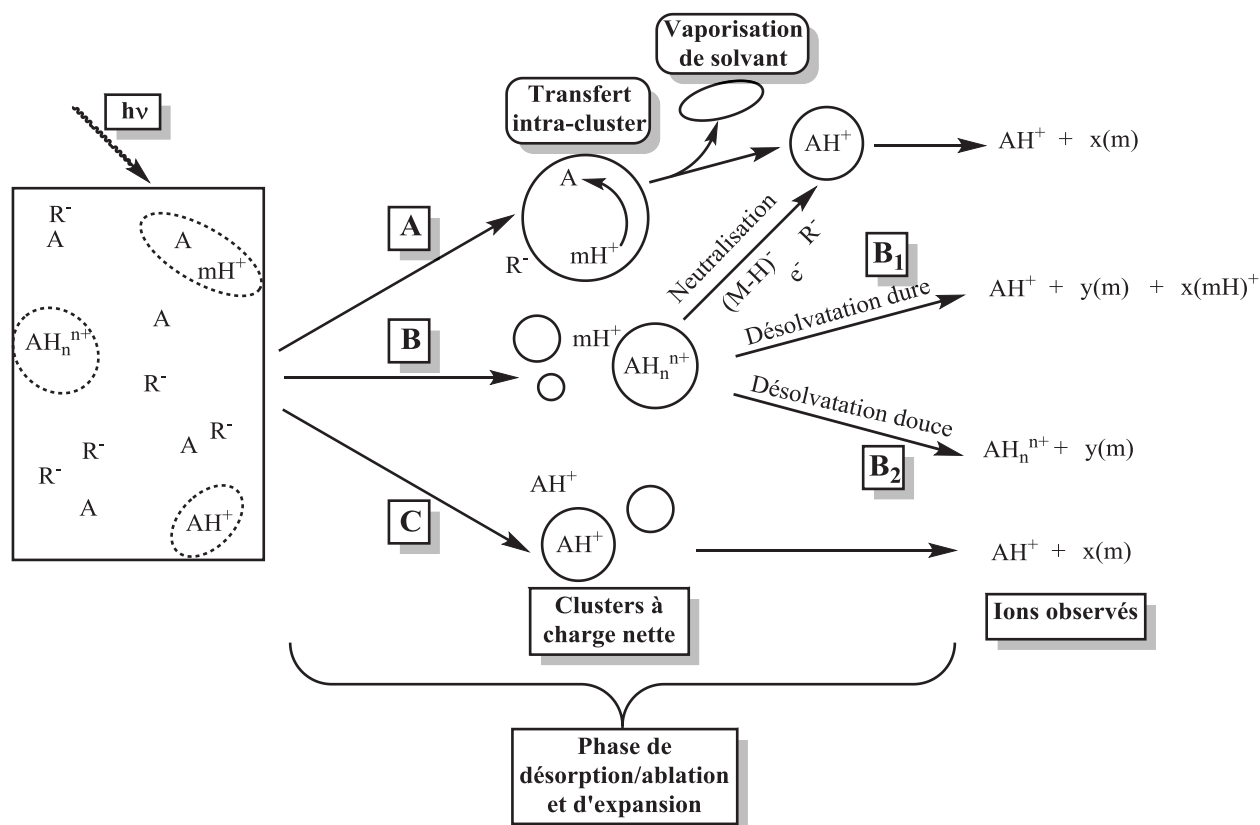 hν
R⁻
A
A
mH⁺
A
AHₙⁿ⁺
R⁻
R⁻
A
R⁻
R⁻
A
AH⁺
A
B
C
Transfert
intra-cluster
A
mH⁺
R⁻
Vaporisation
de solvant
AH⁺
AH⁺ + x(m)
Neutralisation
(M-H)⁻
e⁻
R⁻
mH⁺
AHₙⁿ⁺
B₁
Désolvatation dure
AH⁺ + y(m) + x(mH)⁺
Désolvatation douce
B₂
AHₙⁿ⁺ + y(m)
AH⁺
AH⁺
AH⁺ + x(m)
Clusters à
charge nette
Ions observés
Phase de
désorption/ablation
et d'expansion